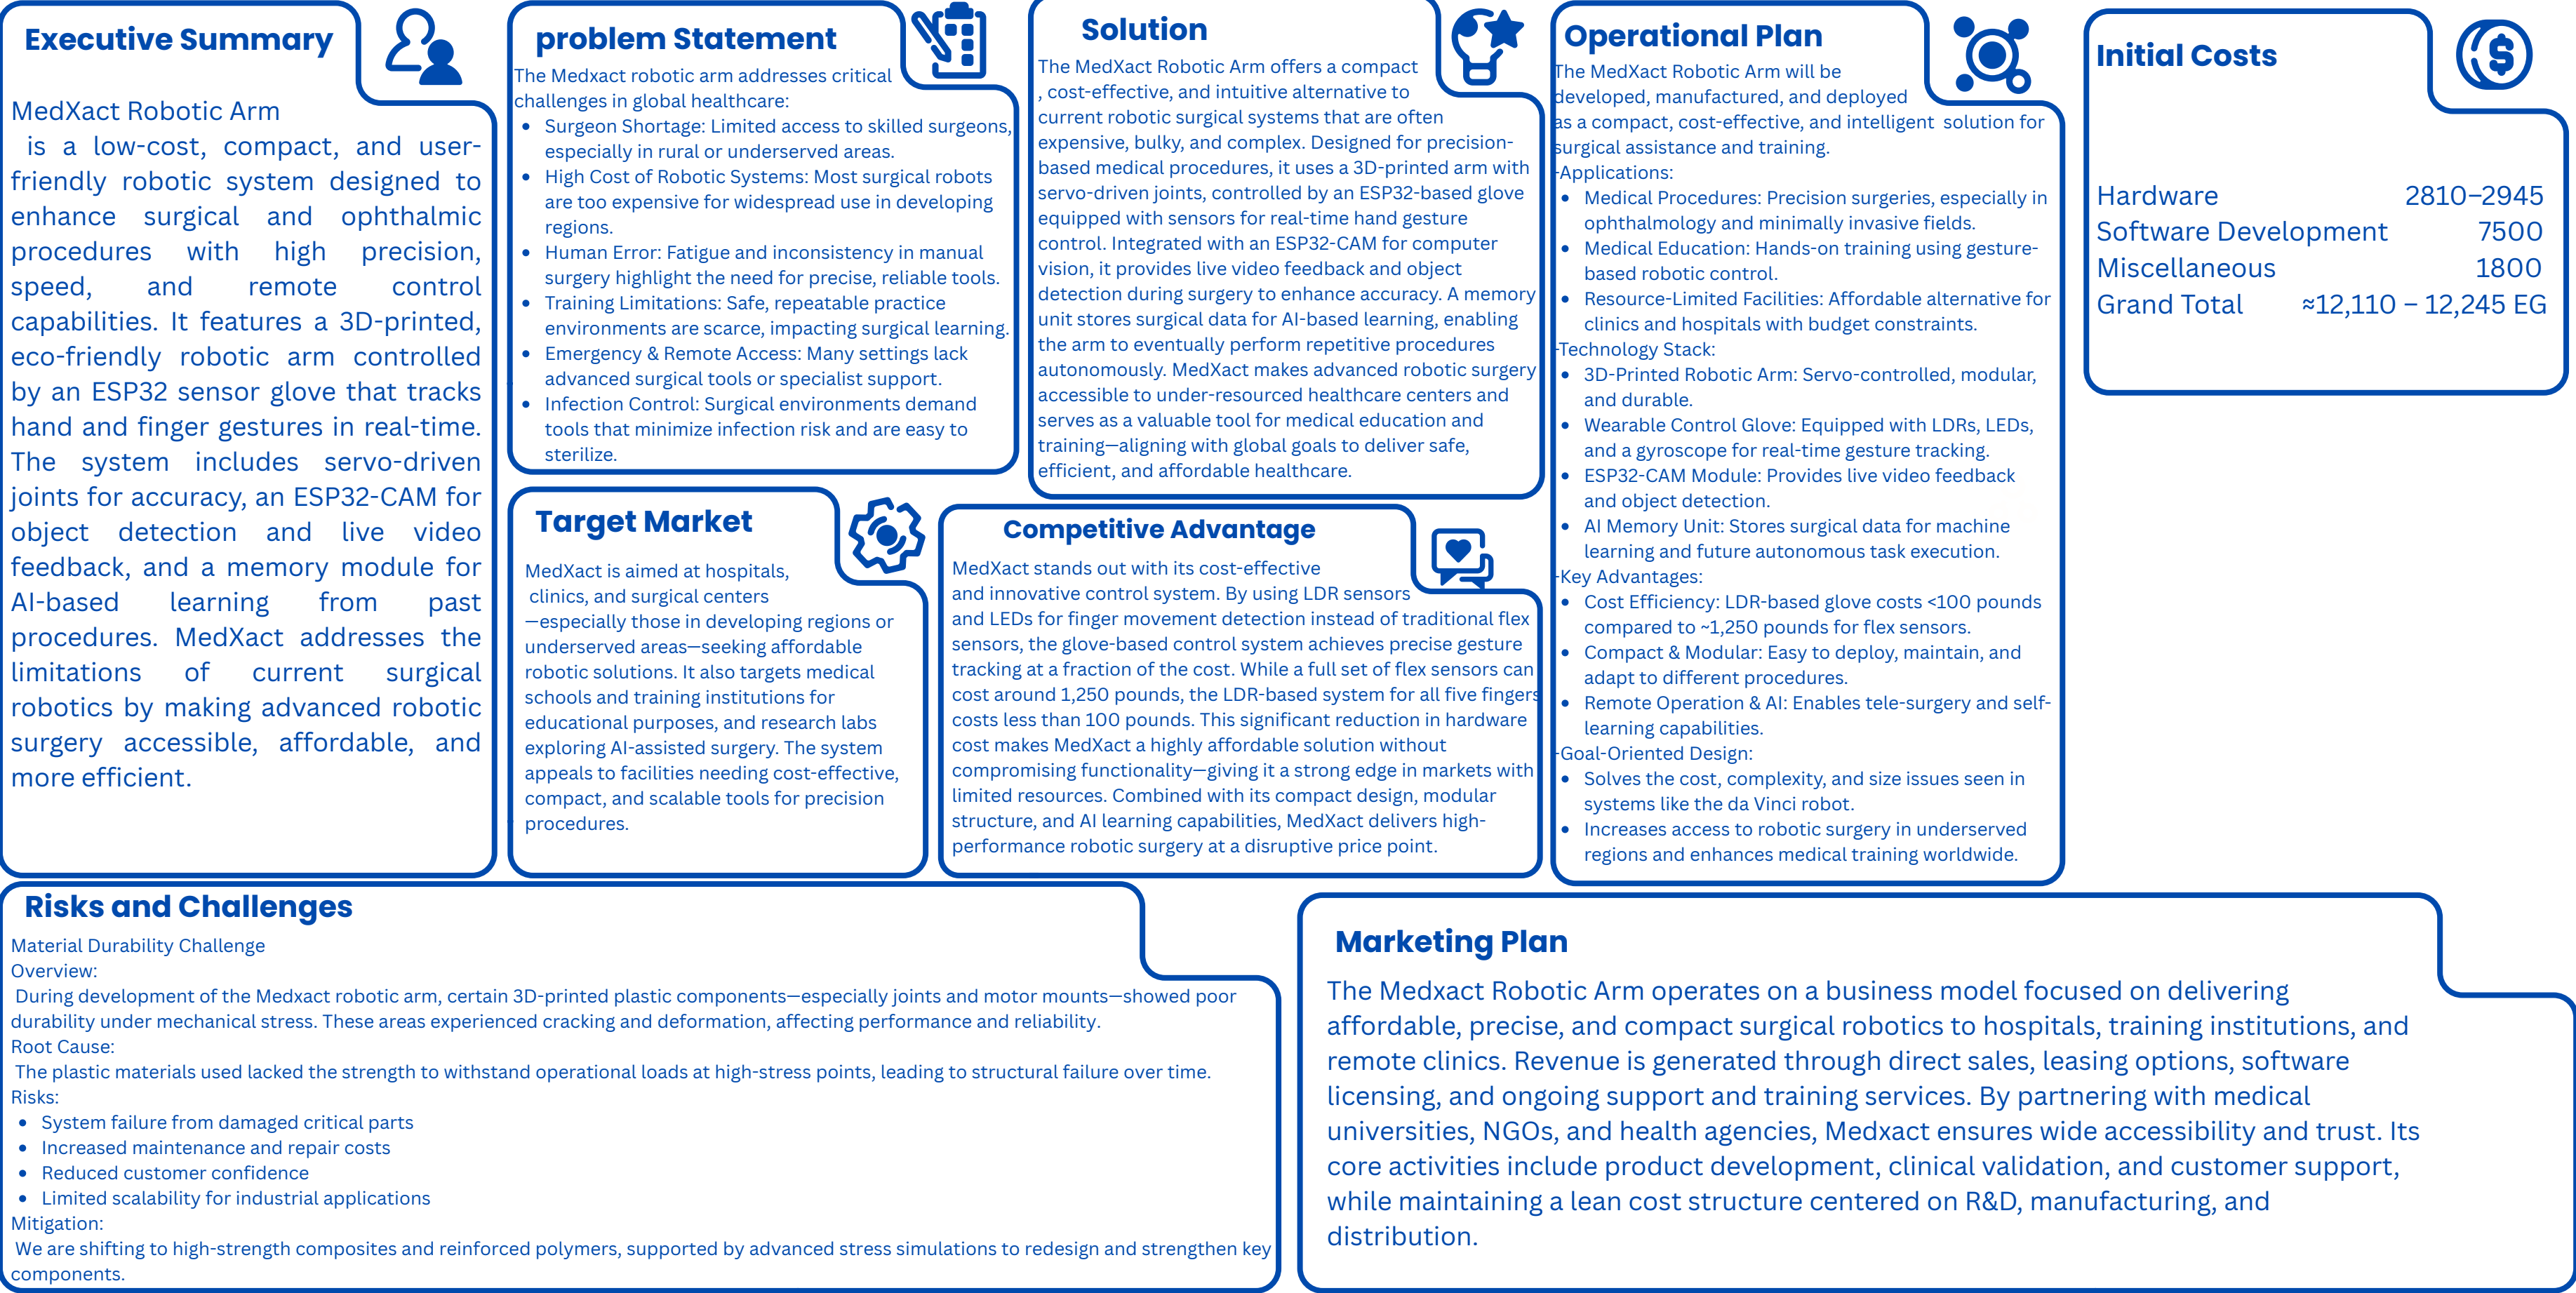 Executive Summary
MedXact Robotic Arm
is a low-cost, compact, and user-
friendly robotic system designed to
enhance surgical and ophthalmic
procedures with high precision,
speed, and remote control
capabilities. It features a 3D-printed,
eco-friendly robotic arm controlled
by an ESP32 sensor glove that tracks
hand and finger gestures in real-time.
The system includes servo-driven
joints for accuracy, an ESP32-CAM for
object detection and live video
feedback, and a memory module for
AI-based learning from past
procedures. MedXact addresses the
limitations of current surgical
robotics by making advanced robotic
surgery accessible, affordable, and
more efficient.
problem Statement
The Medxact robotic arm addresses critical
challenges in global healthcare:
• Surgeon Shortage: Limited access to skilled surgeons,
especially in rural or underserved areas.
• High Cost of Robotic Systems: Most surgical robots
are too expensive for widespread use in developing
regions.
• Human Error: Fatigue and inconsistency in manual
surgery highlight the need for precise, reliable tools.
• Training Limitations: Safe, repeatable practice
environments are scarce, impacting surgical learning.
• Emergency & Remote Access: Many settings lack
advanced surgical tools or specialist support.
• Infection Control: Surgical environments demand
tools that minimize infection risk and are easy to
sterilize.
Solution
The MedXact Robotic Arm offers a compact
, cost-effective, and intuitive alternative to
current robotic surgical systems that are often
expensive, bulky, and complex. Designed for precision-
based medical procedures, it uses a 3D-printed arm with
servo-driven joints, controlled by an ESP32-based glove
equipped with sensors for real-time hand gesture
control. Integrated with an ESP32-CAM for computer
vision, it provides live video feedback and object
detection during surgery to enhance accuracy. A memory
unit stores surgical data for AI-based learning, enabling
the arm to eventually perform repetitive procedures
autonomously. MedXact makes advanced robotic surgery
accessible to under-resourced healthcare centers and
serves as a valuable tool for medical education and
training—aligning with global goals to deliver safe,
efficient, and affordable healthcare.
Operational Plan
The MedXact Robotic Arm will be
developed, manufactured, and deployed
as a compact, cost-effective, and intelligent solution for
surgical assistance and training.
-Applications:
• Medical Procedures: Precision surgeries, especially in
ophthalmology and minimally invasive fields.
• Medical Education: Hands-on training using gesture-
based robotic control.
• Resource-Limited Facilities: Affordable alternative for
clinics and hospitals with budget constraints.
-Technology Stack:
• 3D-Printed Robotic Arm: Servo-controlled, modular,
and durable.
• Wearable Control Glove: Equipped with LDRs, LEDs,
and a gyroscope for real-time gesture tracking.
• ESP32-CAM Module: Provides live video feedback
and object detection.
• AI Memory Unit: Stores surgical data for machine
learning and future autonomous task execution.
-Key Advantages:
• Cost Efficiency: LDR-based glove costs <100 pounds
compared to ~1,250 pounds for flex sensors.
• Compact & Modular: Easy to deploy, maintain, and
adapt to different procedures.
• Remote Operation & AI: Enables tele-surgery and self-
learning capabilities.
-Goal-Oriented Design:
• Solves the cost, complexity, and size issues seen in
systems like the da Vinci robot.
• Increases access to robotic surgery in underserved
regions and enhances medical training worldwide.
Initial Costs
Hardware 2810–2945
Software Development 7500
Miscellaneous 1800
Grand Total ≈12,110 – 12,245 EG
Target Market
MedXact is aimed at hospitals,
clinics, and surgical centers
—especially those in developing regions or
underserved areas—seeking affordable
robotic solutions. It also targets medical
schools and training institutions for
educational purposes, and research labs
exploring AI-assisted surgery. The system
appeals to facilities needing cost-effective,
compact, and scalable tools for precision
procedures.
Competitive Advantage
MedXact stands out with its cost-effective
and innovative control system. By using LDR sensors
and LEDs for finger movement detection instead of traditional flex
sensors, the glove-based control system achieves precise gesture
tracking at a fraction of the cost. While a full set of flex sensors can
cost around 1,250 pounds, the LDR-based system for all five fingers
costs less than 100 pounds. This significant reduction in hardware
cost makes MedXact a highly affordable solution without
compromising functionality—giving it a strong edge in markets with
limited resources. Combined with its compact design, modular
structure, and AI learning capabilities, MedXact delivers high-
performance robotic surgery at a disruptive price point.
Risks and Challenges
Material Durability Challenge
Overview:
During development of the Medxact robotic arm, certain 3D-printed plastic components—especially joints and motor mounts—showed poor
durability under mechanical stress. These areas experienced cracking and deformation, affecting performance and reliability.
Root Cause:
The plastic materials used lacked the strength to withstand operational loads at high-stress points, leading to structural failure over time.
Risks:
• System failure from damaged critical parts
• Increased maintenance and repair costs
• Reduced customer confidence
• Limited scalability for industrial applications
Mitigation:
We are shifting to high-strength composites and reinforced polymers, supported by advanced stress simulations to redesign and strengthen key
components.
Marketing Plan
The Medxact Robotic Arm operates on a business model focused on delivering
affordable, precise, and compact surgical robotics to hospitals, training institutions, and
remote clinics. Revenue is generated through direct sales, leasing options, software
licensing, and ongoing support and training services. By partnering with medical
universities, NGOs, and health agencies, Medxact ensures wide accessibility and trust. Its
core activities include product development, clinical validation, and customer support,
while maintaining a lean cost structure centered on R&D, manufacturing, and
distribution.